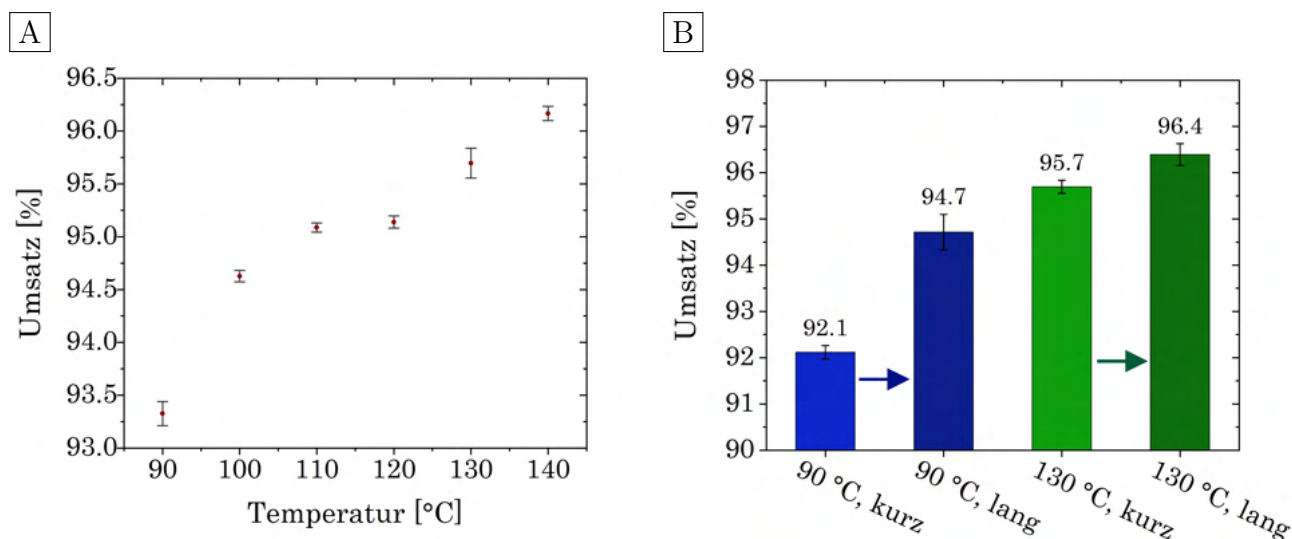 A
96.5
96.0
95.5
95.0
94.5
94.0
93.5
93.0
Umsatz [%]
90 100 110 120 130 140
Temperatur [°C]
B
98
97
96
95
94
93
92
91
90
Umsatz [%]
92.1
94.7
95.7
96.4
90 °C, kurz
90 °C, lang
130 °C, kurz
130 °C, lang